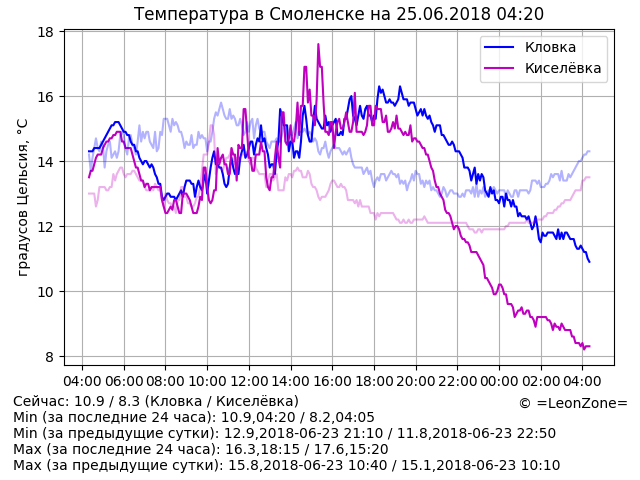 Температура в Смоленске на 25.06.2018 04:20
градусов Цельсия, °C
18
16
14
12
10
8
Кловка
Киселёвка
04:00 06:00 08:00 10:00 12:00 14:00 16:00 18:00 20:00 22:00 00:00 02:00 04:00
Сейчас: 10.9 / 8.3 (Кловка / Киселёвка)
© =LeonZone=
Min (за последние 24 часа): 10.9,04:20 / 8.2,04:05
Min (за предыдущие сутки): 12.9,2018-06-23 21:10 / 11.8,2018-06-23 22:50
Max (за последние 24 часа): 16.3,18:15 / 17.6,15:20
Max (за предыдущие сутки): 15.8,2018-06-23 10:40 / 15.1,2018-06-23 10:10